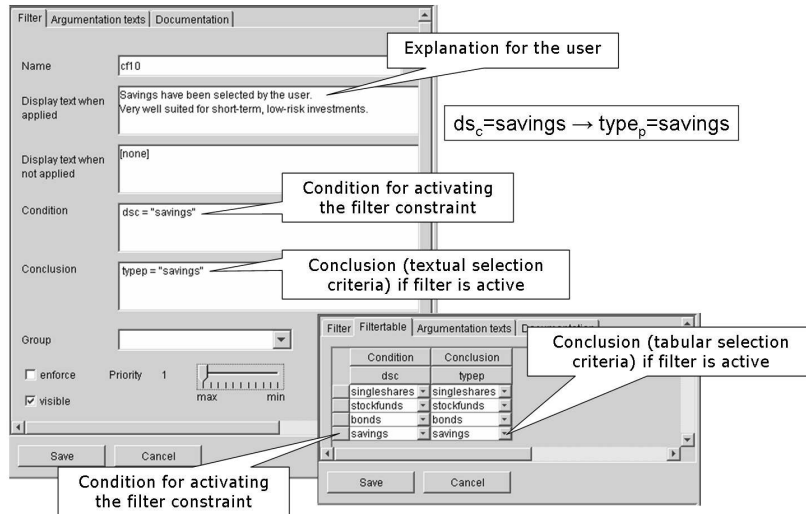 Filter Argumentation texts Documentation
Explanation for the user
Name cf10
Display text when applied
Savings have been selected by the user.
Very well suited for short-term, low-risk investments.
dsc=savings → typep=savings
Display text when not applied
[none]
Condition for activating
the filter constraint
Condition
dsc = "savings"
Conclusion
typep = "savings"
Conclusion (textual selection
criteria) if filter is active
Group
enforce Priority 1
max min
visible
Save Cancel
Filter Filtertable Argumentation texts
Conclusion (tabular selection
criteria) if filter is active
Condition Conclusion
dsc typep
singleshares singleshares
stockfunds stockfunds
bonds bonds
savings savings
Save Cancel
Condition for activating
the filter constraint